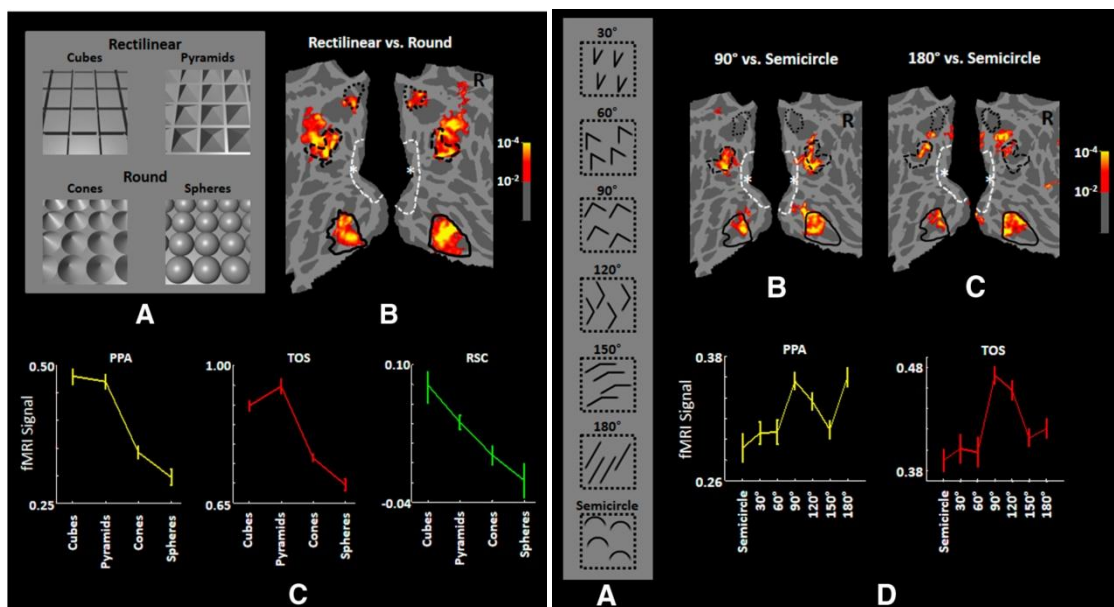 Rectilinear
Cubes
Pyramids
Round
Cones
Spheres
A
Rectilinear vs. Round
R
10⁻⁴
10⁻²
B
PPA
0.50
0.25
fMRI Signal
Cubes
Pyramids
Cones
Spheres
TOS
1.00
0.65
Cubes
Pyramids
Cones
Spheres
RSC
0.10
-0.04
Cubes
Pyramids
Cones
Spheres
C
30°
60°
90°
120°
150°
180°
Semicircle
A
90° vs. Semicircle
R
* *
B
180° vs. Semicircle
R
* *
10⁻⁴
10⁻²
C
PPA
0.38
0.26
fMRI Signal
Semicircle
30°
60°
90°
120°
150°
180°
TOS
0.48
0.38
Semicircle
30°
60°
90°
120°
150°
180°
D